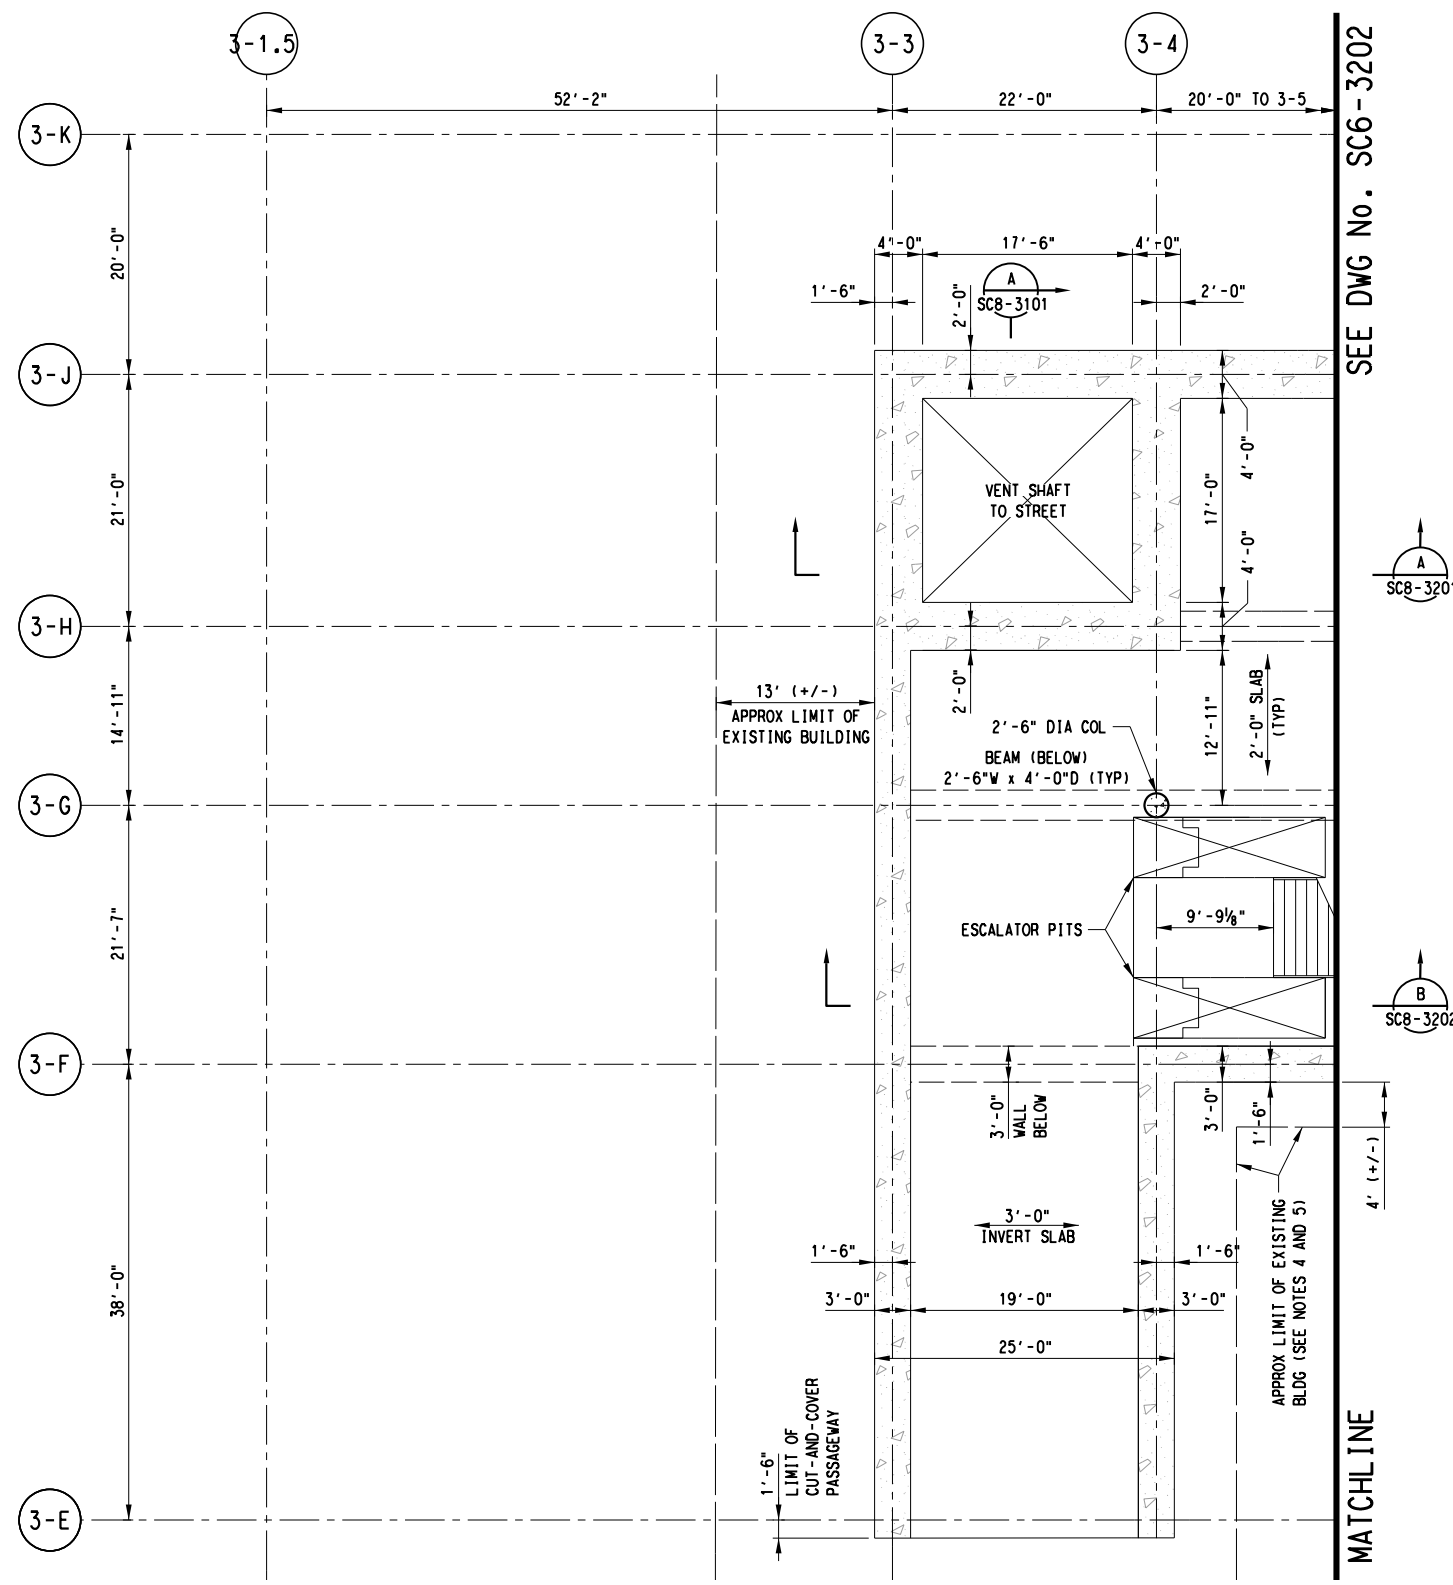 3-1.5
3-3
3-4
SEE DWG No. SC6-3202
52'-2"
22'-0"
20'-0" TO 3-5
3-K
20'-0"
4'-0"
17'-6"
4'-0"
A
SC8-3101
1'-6"
2'-0"
2'-0"
3-J
21'-0"
VENT SHAFT
TO STREET
17'-0"
4'-0"
4'-0"
A
SC8-320
3-H
14'-11"
13' (+/-)
APPROX LIMIT OF
EXISTING BUILDING
2'-0"
2'-6" DIA COL
BEAM (BELOW)
2'-6"W x 4'-0"D (TYP)
12'-11"
2'-0" SLAB
(TYP)
3-G
21'-7"
ESCALATOR PITS
9'-9⅛"
B
SC8-3202
3-F
3'-0"
WALL
BELOW
3'-0"
1'-6"
4' (+/-)
38'-0"
3'-0"
INVERT SLAB
1'-6"
1'-6"
3'-0"
19'-0"
3'-0"
25'-0"
APPROX LIMIT OF EXISTING
BLDG (SEE NOTES 4 AND 5)
1'-6"
LIMIT OF
CUT-AND-COVER
PASSAGEWAY
3-E
MATCHLINE